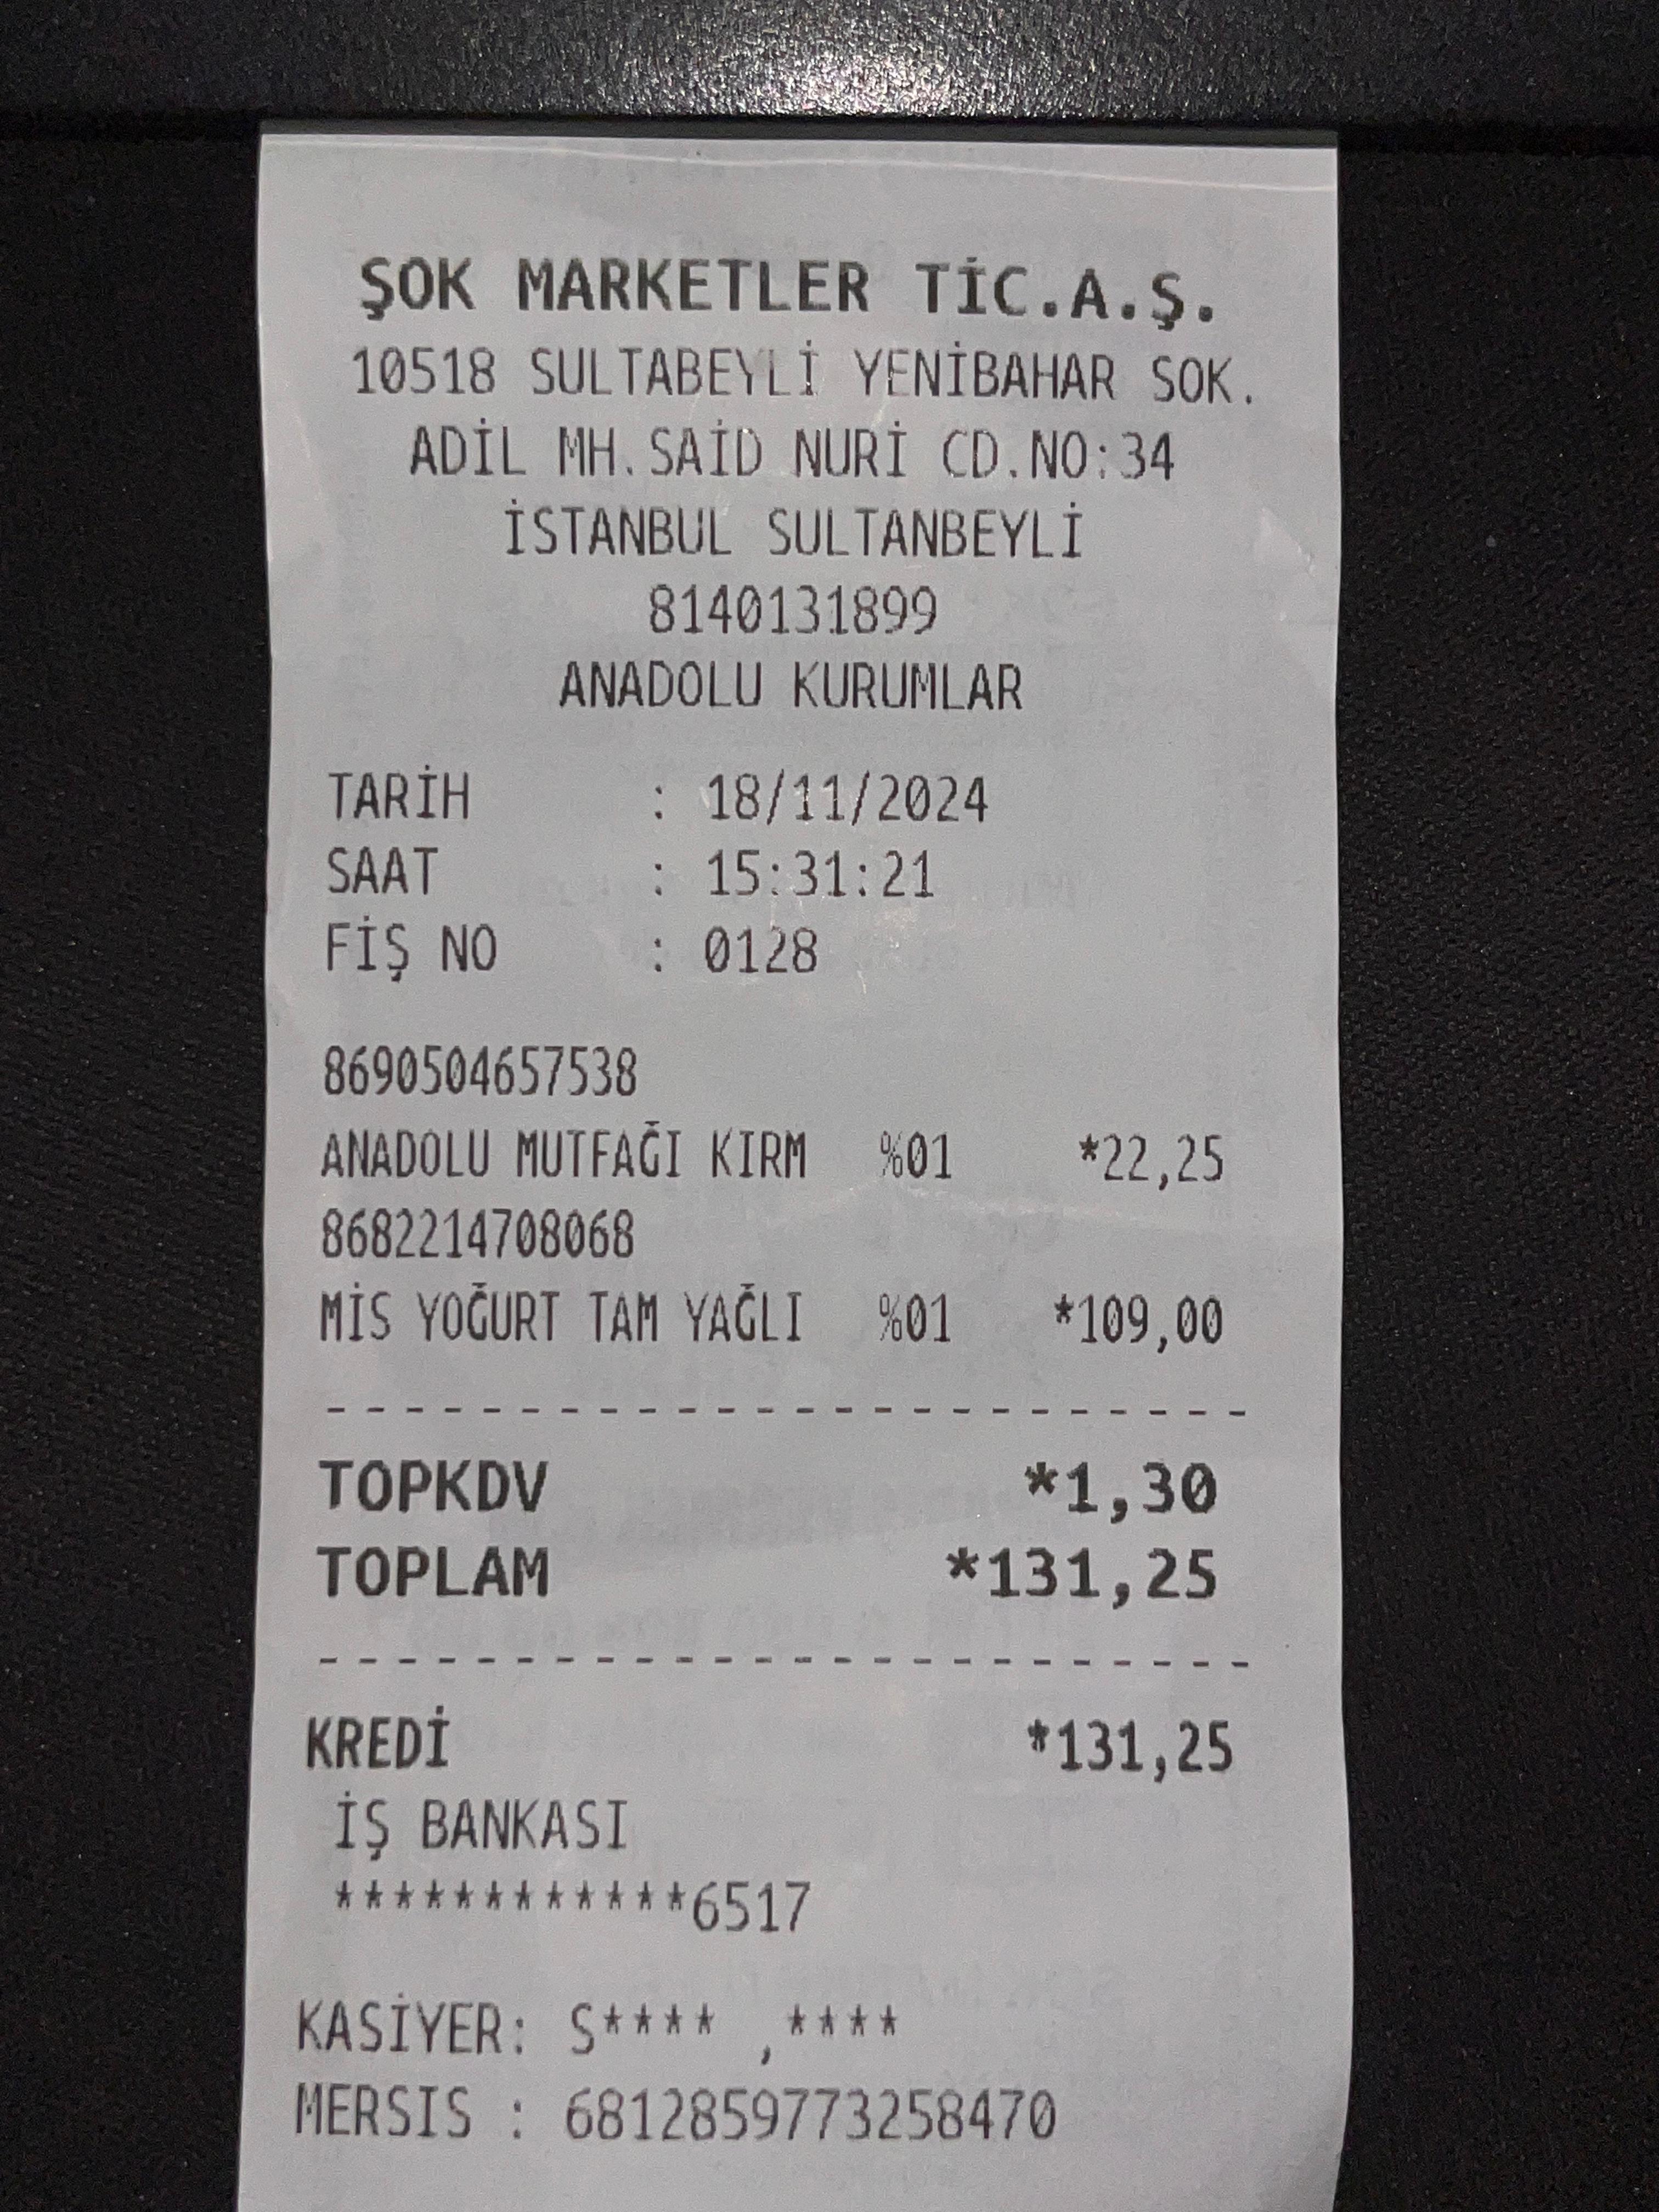 ŞOK MARKETLER TİC.A.Ş.
10518 SULTABEYLİ YENİBAHAR SOK.
ADİL MH.SAİD NURİ CD.NO:34
İSTANBUL SULTANBEYLİ
8140131899
ANADOLU KURUMLAR
TARİH : 18/11/2024
SAAT : 15:31:21
FİŞ NO : 0128
8690504657538
ANADOLU MUTFAĞI KIRM %01 *22,25
8682214708068
MİS YOĞURT TAM YAĞLI %01 *109,00
---------------------------
TOPKDV *1,30
TOPLAM *131,25
---------------------------
KREDİ *131,25
İŞ BANKASI
************6517
KASİYER: S**** ,****
MERSIS : 6812859773258470